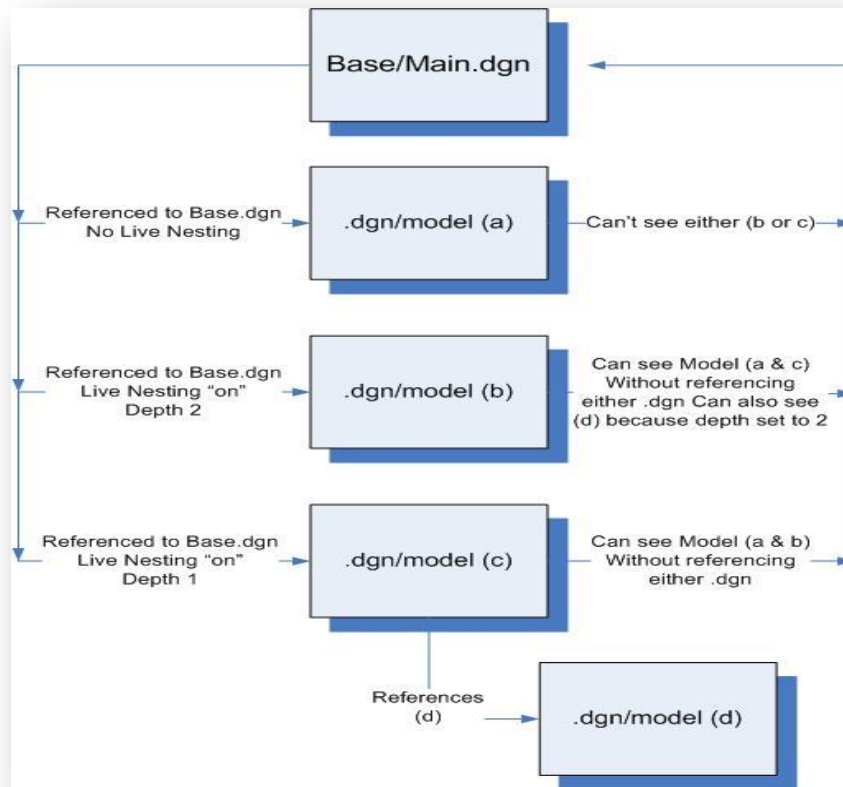 Base/Main.dgn
Referenced to Base.dgn
No Live Nesting
.dgn/model (a)
Can't see either (b or c)
Referenced to Base.dgn
Live Nesting “on”
Depth 2
.dgn/model (b)
Can see Model (a & c)
Without referencing
either .dgn Can also see
(d) because depth set to 2
Referenced to Base.dgn
Live Nesting “on”
Depth 1
.dgn/model (c)
Can see Model (a & b)
Without referencing
either .dgn
References
(d)
.dgn/model (d)